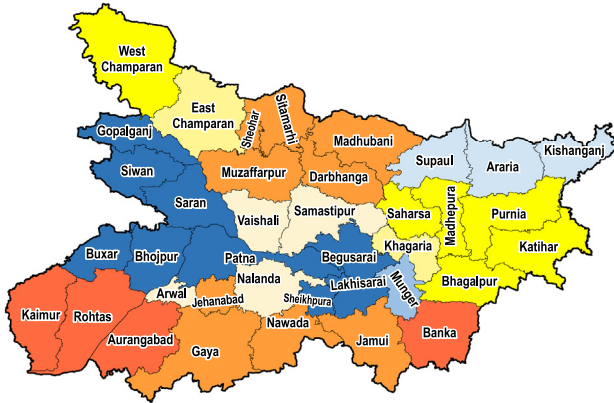 West
Champaran
East
Champaran
Gopalganj
Sheohar
Sitamarhi
Madhubani
Kishanganj
Siwan
Muzaffarpur
Darbhanga
Supaul
Araria
Saran
Vaishali
Samastipur
Saharsa
Madhepura
Purnia
Katihar
Buxar
Bhojpur
Patna
Begusarai
Khagaria
Nalanda
Lakhisarai
Munger
Bhagalpur
Arwal
Jehanabad
Sheikhpura
Kaimur
Rohtas
Nawada
Banka
Aurangabad
Gaya
Jamui